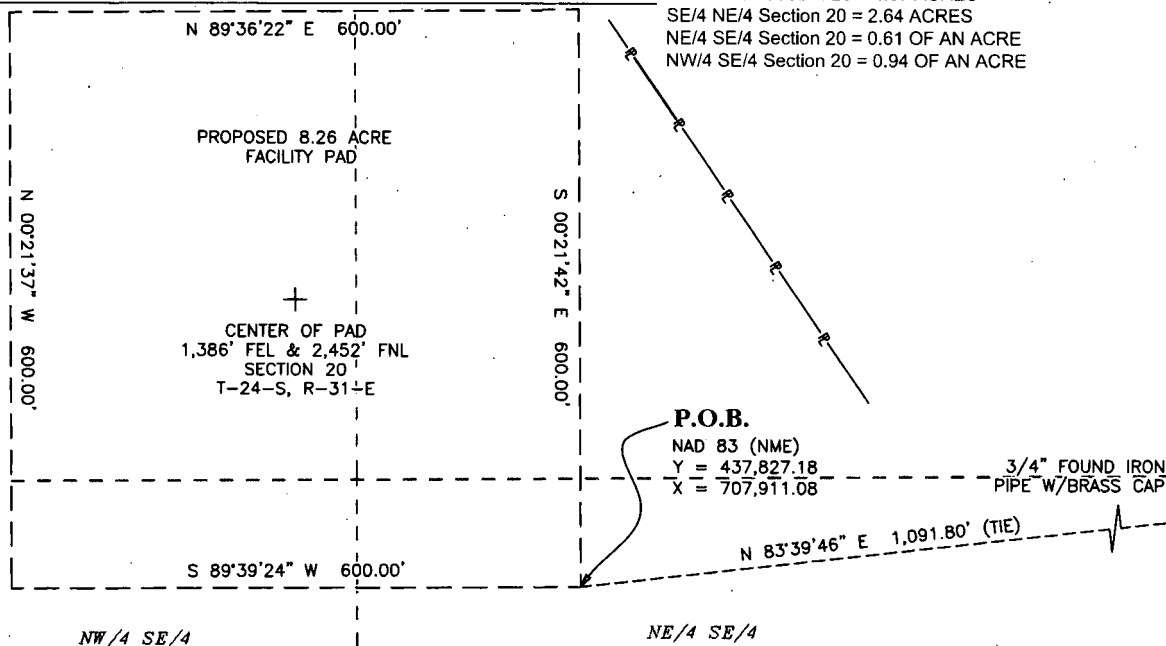 SE/4 NE/4 Section 20 = 2.64 ACRES
NE/4 SE/4 Section 20 = 0.61 OF AN ACRE
NW/4 SE/4 Section 20 = 0.94 OF AN ACRE
N 89°36'22" E 600.00'
PROPOSED 8.26 ACRE
FACILITY PAD
N 00°21'37" W 600.00'
S 00°21'42" E 600.00'
CENTER OF PAD
1,386' FEL & 2,452' FNL
SECTION 20
T-24-S, R-31-E
P.O.B.
NAD 83 (NME)
Y = 437,827.18
X = 707,911.08
3/4" FOUND IRON
PIPE W/BRASS CAP
N 83°39'46" E 1,091.80' (TIE)
S 89°39'24" W 600.00'
NW/4 SE/4
NE/4 SE/4